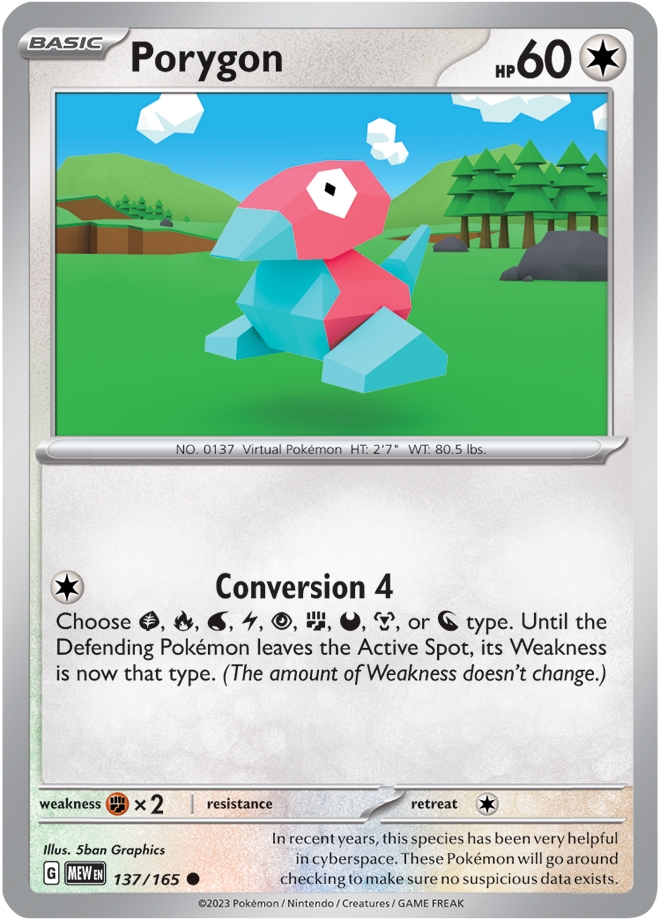 BASIC Porygon HP 60
NO. 0137 Virtual Pokémon HT: 2'7" WT: 80.5 lbs.
Conversion 4
Choose , , , , , , , , or type. Until the
Defending Pokémon leaves the Active Spot, its Weakness
is now that type. (The amount of Weakness doesn't change.)
weakness ×2 resistance retreat
Illus. 5ban Graphics
G MEW EN 137/165
In recent years, this species has been very helpful
in cyberspace. These Pokémon will go around
checking to make sure no suspicious data exists.
©2023 Pokémon / Nintendo / Creatures / GAME FREAK